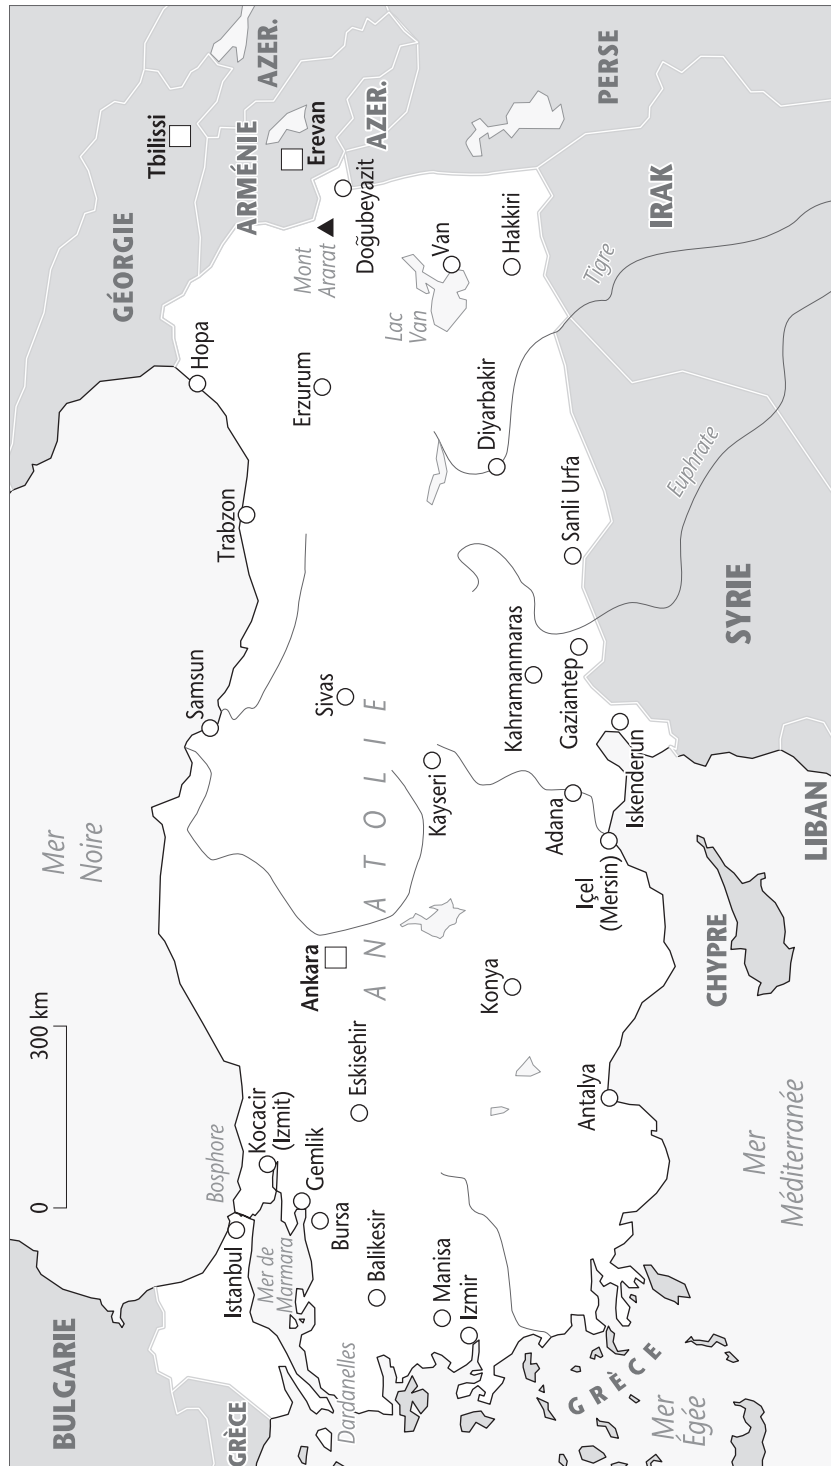 BULGARIE
GRÈCE
Mer
Noire
GÉORGIE
Tbilissi
ARMÉNIE
Erevan
AZER.
AZER.
PERSE
IRAK
SYRIE
LIBAN
CHYPRE
GRÈCE
Mer
Égée
Mer
Méditerranée
0
300 km
Bosphore
Istanbul
Kocacir
(Izmit)
Mer de
Marmara
Gemlik
Bursa
Dardanelles
Balikesir
Manisa
Izmir
Eskisehir
Ankara
ANATOLIE
Konya
Antalya
Samsun
Sivas
Kayseri
Adana
Içel
(Mersin)
Iskenderun
Kahramanmaras
Gaziantep
Sanli Urfa
Trabzon
Hopa
Erzurum
Diyarbakir
Mont
Ararat
Doğubeyazit
Lac
Van
Van
Hakkiri
Tigre
Euphrate